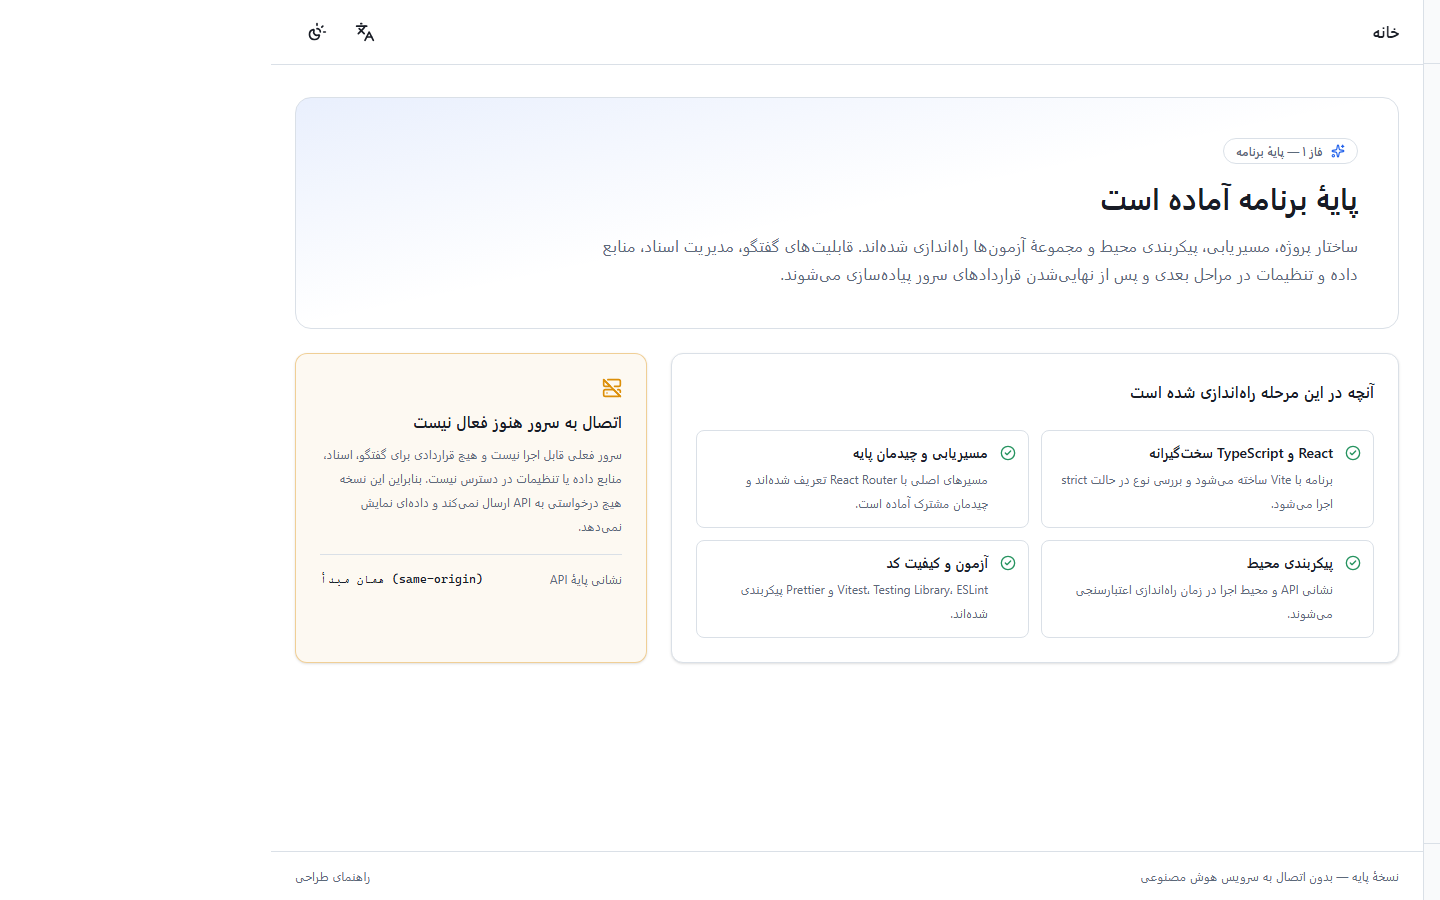 خانه
فاز ۱ — پایهٔ برنامه
پایهٔ برنامه آماده است
ساختار پروژه، مسیریابی، پیکربندی محیط و مجموعهٔ آزمون‌ها راه‌اندازی شده‌اند. قابلیت‌های گفتگو، مدیریت اسناد، منابع
داده و تنظیمات در مراحل بعدی و پس از نهایی‌شدن قراردادهای سرور پیاده‌سازی می‌شوند.
آنچه در این مرحله راه‌اندازی شده است
React و TypeScript سخت‌گیرانه
برنامه با Vite ساخته می‌شود و بررسی نوع در حالت strict
اجرا می‌شود.
مسیریابی و چیدمان پایه
مسیرهای اصلی با React Router تعریف شده‌اند و
چیدمان مشترک آماده است.
پیکربندی محیط
نشانی API و محیط اجرا در زمان راه‌اندازی اعتبارسنجی
می‌شوند.
آزمون و کیفیت کد
Vitest، Testing Library، ESLint و Prettier پیکربندی
شده‌اند.
اتصال به سرور هنوز فعال نیست
سرور فعلی قابل اجرا نیست و هیچ قراردادی برای گفتگو، اسناد،
منابع داده یا تنظیمات در دسترس نیست. بنابراین این نسخه
هیچ درخواستی به API ارسال نمی‌کند و داده‌ای نمایش
نمی‌دهد.
نشانی پایهٔ API
همان مبدأ (same-origin)
نسخهٔ پایه — بدون اتصال به سرویس هوش مصنوعی
راهنمای طراحی